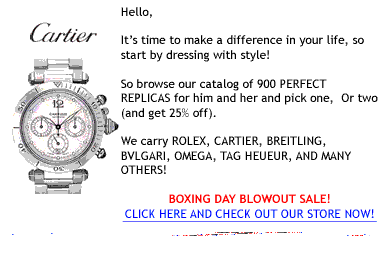 Cartier
Hello,
It's time to make a difference in your life, so
start by dressing with style!
So browse our catalog of 900 PERFECT
REPLICAS for him and her and pick one,  Or two
(and get 25% off).
We carry ROLEX, CARTIER, BREITLING,
BVLGARI, OMEGA, TAG HEUEUR, AND MANY
OTHERS!
BOXING DAY BLOWOUT SALE!
CLICK HERE AND CHECK OUT OUR STORE NOW!